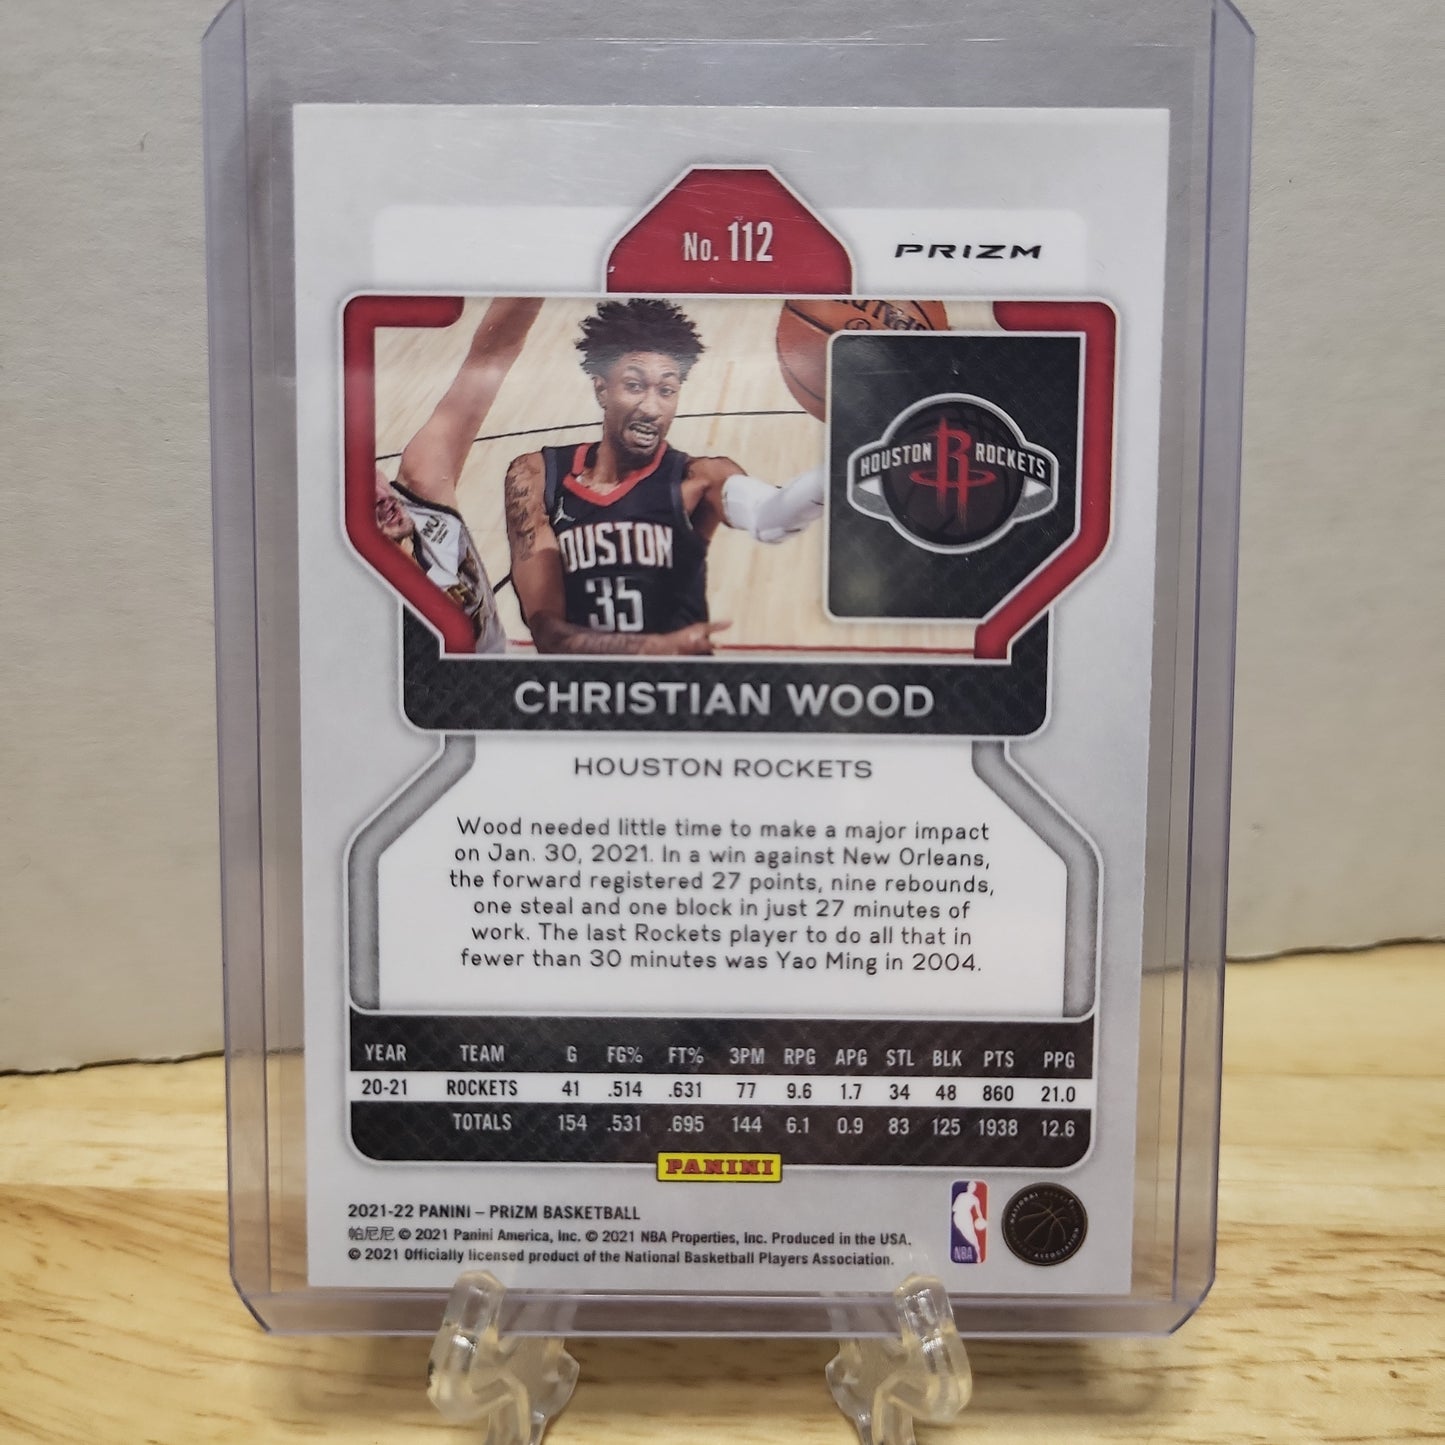 No. 112
PRIZM
HOUSTON ROCKETS
OUSTON
35
CHRISTIAN WOOD
HOUSTON ROCKETS
Wood needed little time to make a major impact
on Jan. 30, 2021. In a win against New Orleans,
the forward registered 27 points, nine rebounds,
one steal and one block in just 27 minutes of
work. The last Rockets player to do all that in
fewer than 30 minutes was Yao Ming in 2004.
YEAR TEAM G FG% FT% 3PM RPG APG STL BLK PTS PPG
20-21 ROCKETS 41 .514 .631 77 9.6 1.7 34 48 860 21.0
TOTALS 154 .531 .695 144 6.1 0.9 83 125 1938 12.6
PANINI
2021-22 PANINI – PRIZM BASKETBALL
帕尼尼 © 2021 Panini America, Inc. © 2021 NBA Properties, Inc. Produced in the USA.
© 2021 Officially licensed product of the National Basketball Players Association.
NBA